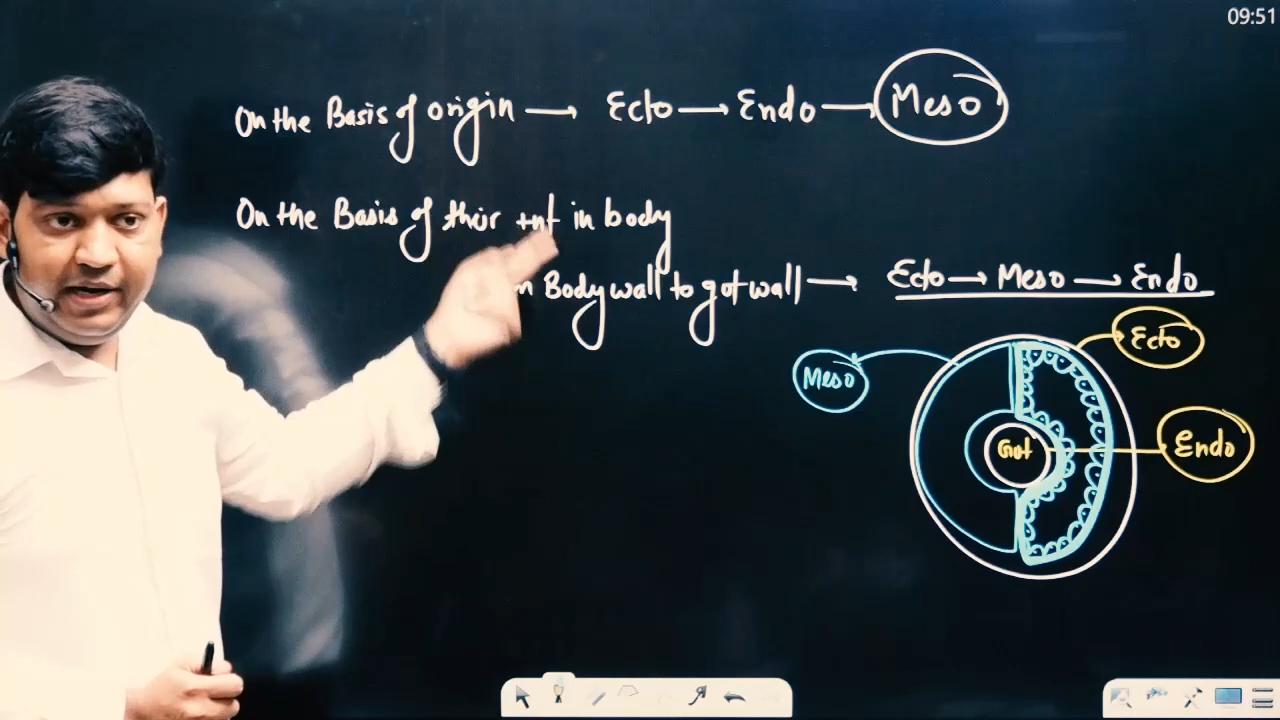 09:51
On the Basis of origin → Ecto → Endo → Meso
On the Basis of their +nt in body
Body wall to gut wall → Ecto → Meso → Endo
Ecto
Meso
Gut
Endo